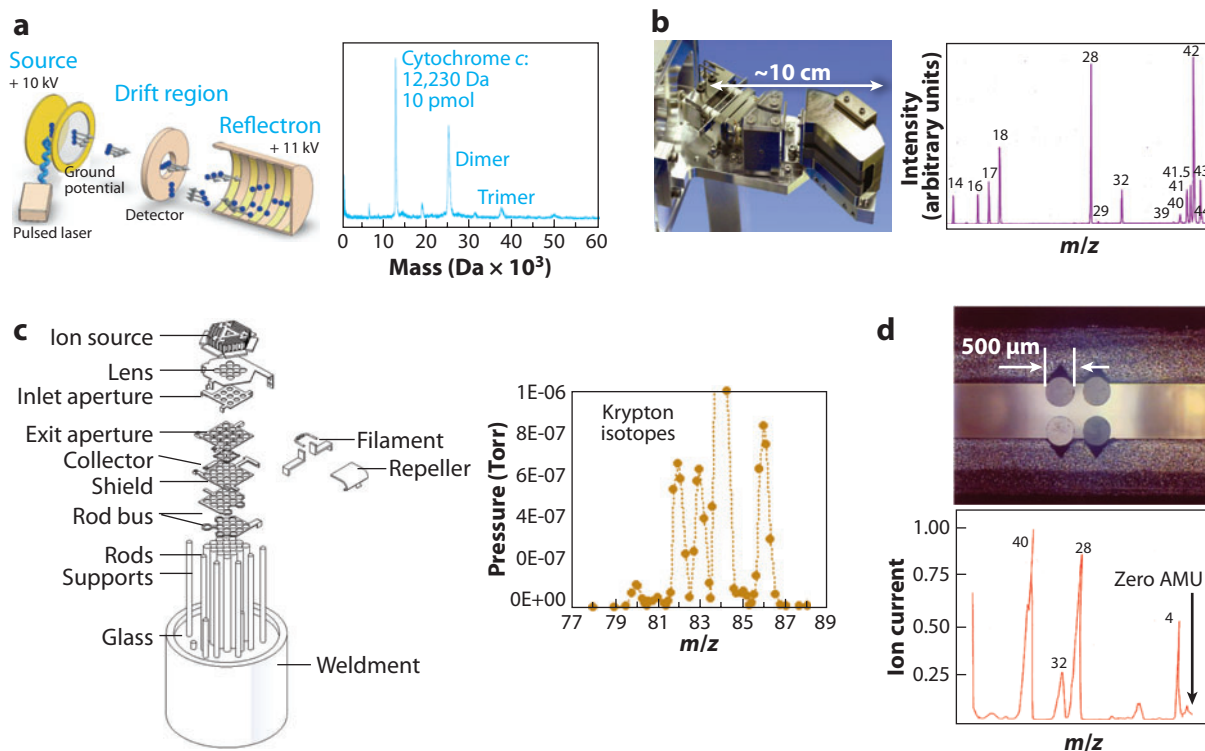 a
Source
+ 10 kV
Drift region
Reflectron
+ 11 kV
Ground
potential
Detector
Pulsed laser
Cytochrome c:
12,230 Da
10 pmol
Dimer
Trimer
0 10 20 30 40 50 60
Mass (Da × 10³)
b
~10 cm
Intensity
(arbitrary units)
14
16
17
18
28
29
32
39
40
41
41.5
42
43
44
m/z
c
Ion source
Lens
Inlet aperture
Exit aperture
Collector
Shield
Rod bus
Rods
Supports
Glass
Weldment
Filament
Repeller
Pressure (Torr)
1E-06
8E-07
6E-07
4E-07
0E-07
0E+00
Krypton
isotopes
77 79 81 83 85 87 89
m/z
d
500 µm
Ion current
1.00
0.75
0.50
0.25
40
32
28
4
Zero AMU
m/z